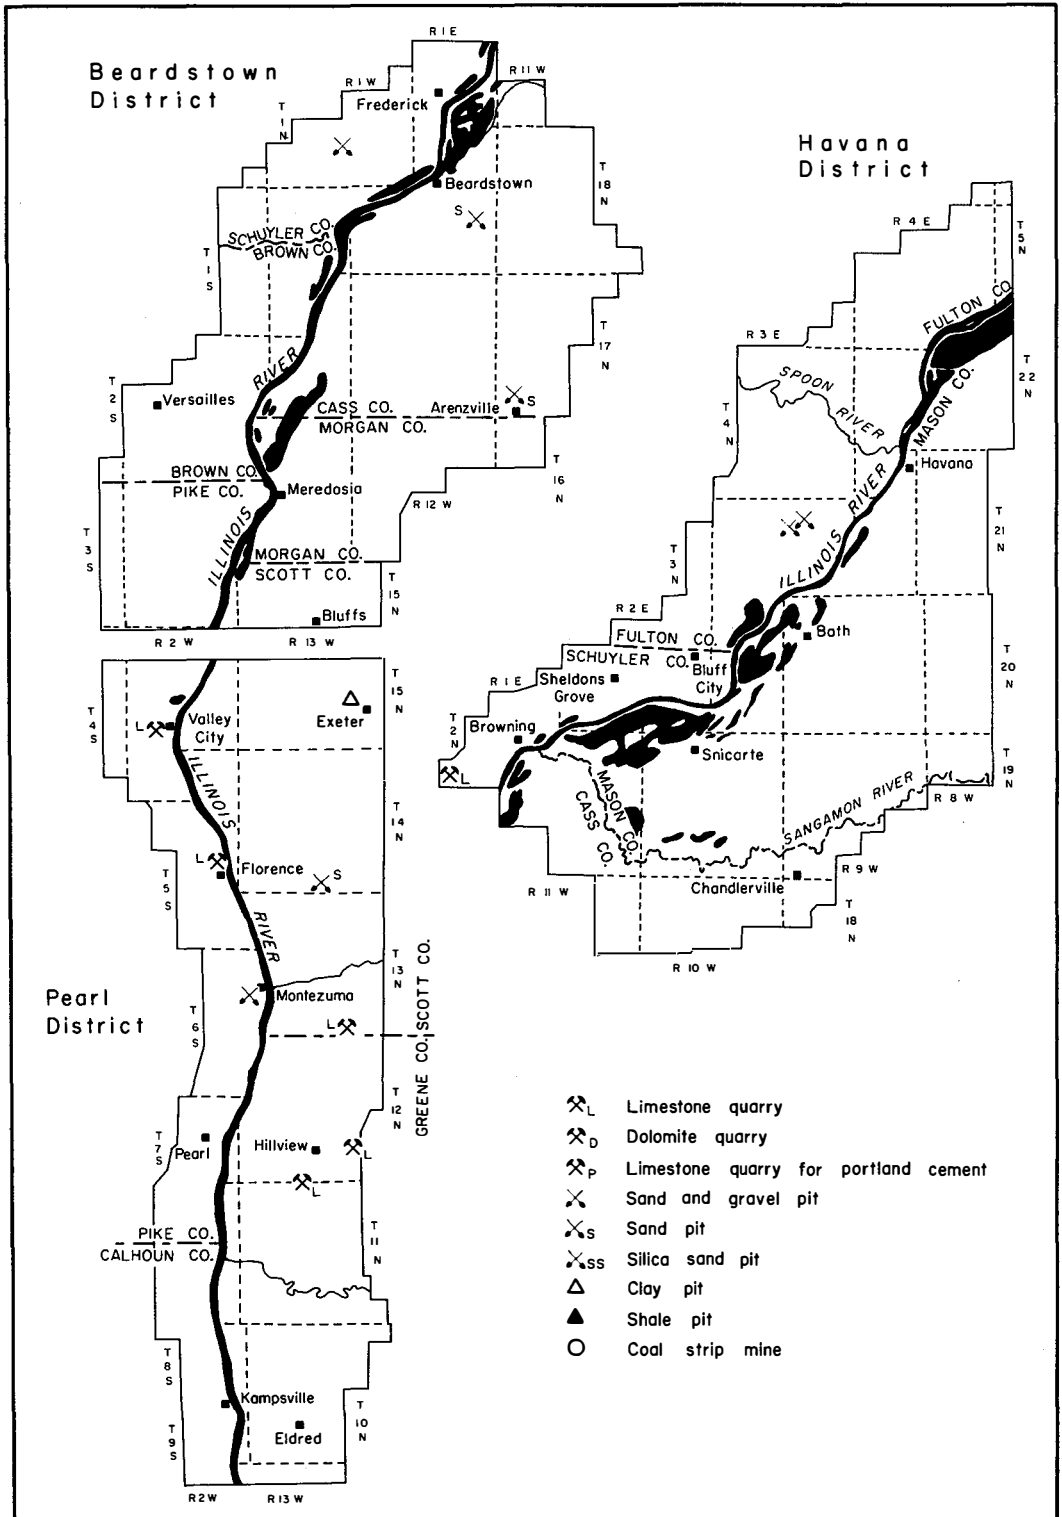 Beardstown
District
R I E
R 11 W
R I W
Frederick
T
I
N
Beardstown
T
18
N
S
SCHUYLER CO.
BROWN CO.
T
I
S
T
17
N
RIVER
T
2
S
Versailles
CASS CO.
MORGAN CO.
Arenzville
S
BROWN CO.
PIKE CO.
Meredosia
T
16
N
R 12 W
T
3
S
ILLINOIS
MORGAN CO.
SCOTT CO.
T
15
N
Bluffs
R 2 W
R 13 W
Havana
District
R 4 E
T
5
N
FULTON CO.
R 3 E
SPOON
RIVER
MASON CO.
T
22
N
T
4
N
Havana
RIVER
ILLINOIS
T
21
N
T
3
N
R 2 E
FULTON CO.
SCHUYLER CO.
Bluff
City
Bath
T
20
N
Sheldons
Grove
R I E
T
2
N
Browning
Snicarte
L
T
19
N
MASON CO.
CASS CO.
SANGAMON RIVER
R 8 W
R 9 W
R 11 W
Chandlerville
T
18
N
R 10 W
T
15
N
Exeter
T
4
S
L
Valley
City
ILLINOIS
T
14
N
L
Florence
S
T
5
S
RIVER
T
13
N
Pearl
District
Montezuma
T
6
S
L
GREENE CO. SCOTT CO.
T
12
N
T
7
S
Pearl
Hillview
L
L
PIKE CO.
CALHOUN CO.
T
11
N
T
8
S
Kampsville
T
10
N
Eldred
T
9
S
R 2 W
R 13 W
L Limestone quarry
D Dolomite quarry
P Limestone quarry for portland cement
Sand and gravel pit
S Sand pit
SS Silica sand pit
Clay pit
Shale pit
Coal strip mine